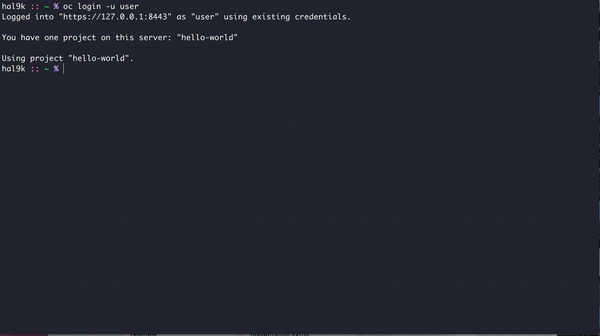 hal9k :: ~ % oc login -u user
Logged into "https://127.0.0.1:8443" as "user" using existing credentials.
You have one project on this server: "hello-world"
Using project "hello-world".
hal9k :: ~ %